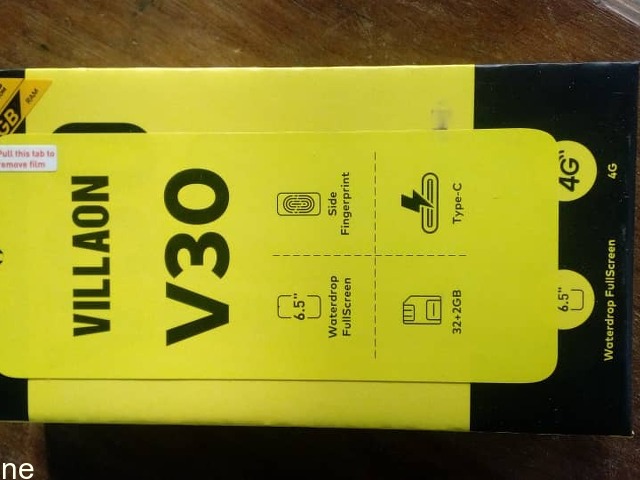 Pull this tab to
remove film
GB
RAM
VILLAON
V30
Side
Fingerprint
Type-C
6.5"
Waterdrop
FullScreen
32+2GB
4G
4G
6.5"
Waterdrop FullScreen
ne